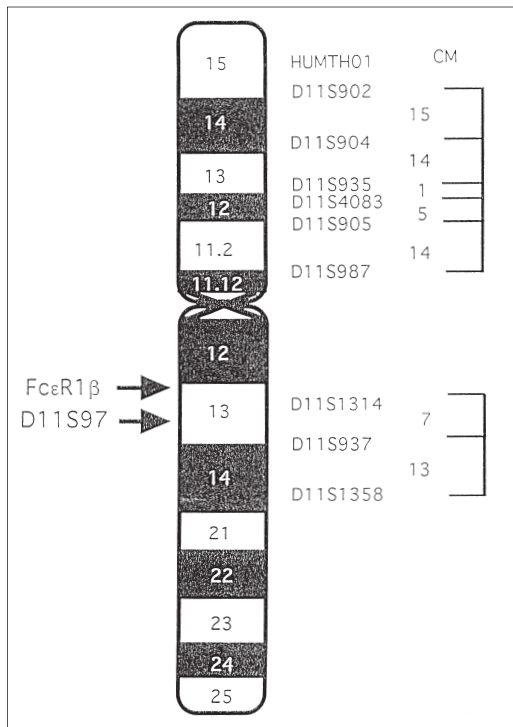 15
14
13
12
11.2
11.12
12
13
14
21
22
23
24
25
FcεR1β
D11S97
HUMTH01
D11S902
D11S904
D11S935
D11S4083
D11S905
D11S987
D11S1314
D11S937
D11S1358
CM
15
14
1
5
14
7
13